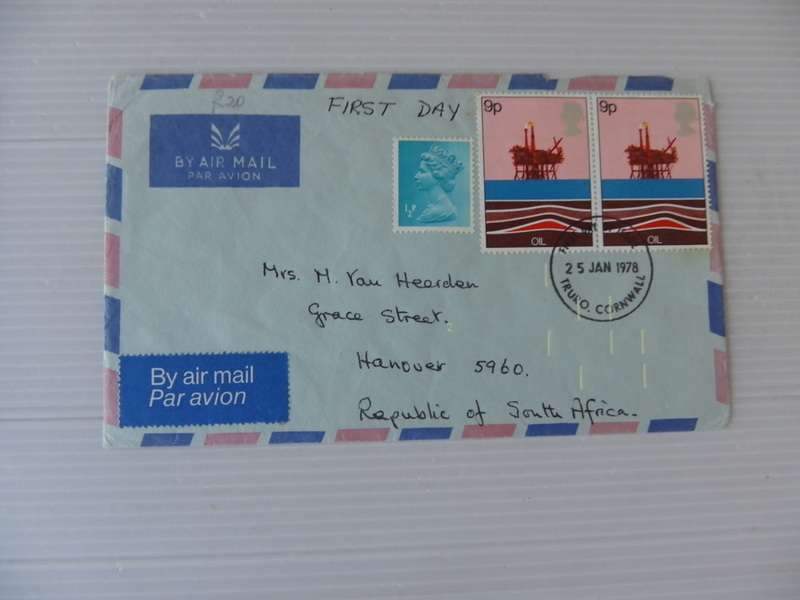 R20
FIRST DAY
BY AIR MAIL
PAR AVION
½P
9p
OIL
9p
OIL
25 JAN 1978
TRURO. CORNWALL
Mrs. M. Van Heerden
Grace Street.
Hanover 5960.
Republic of South Africa.
By air mail
Par avion